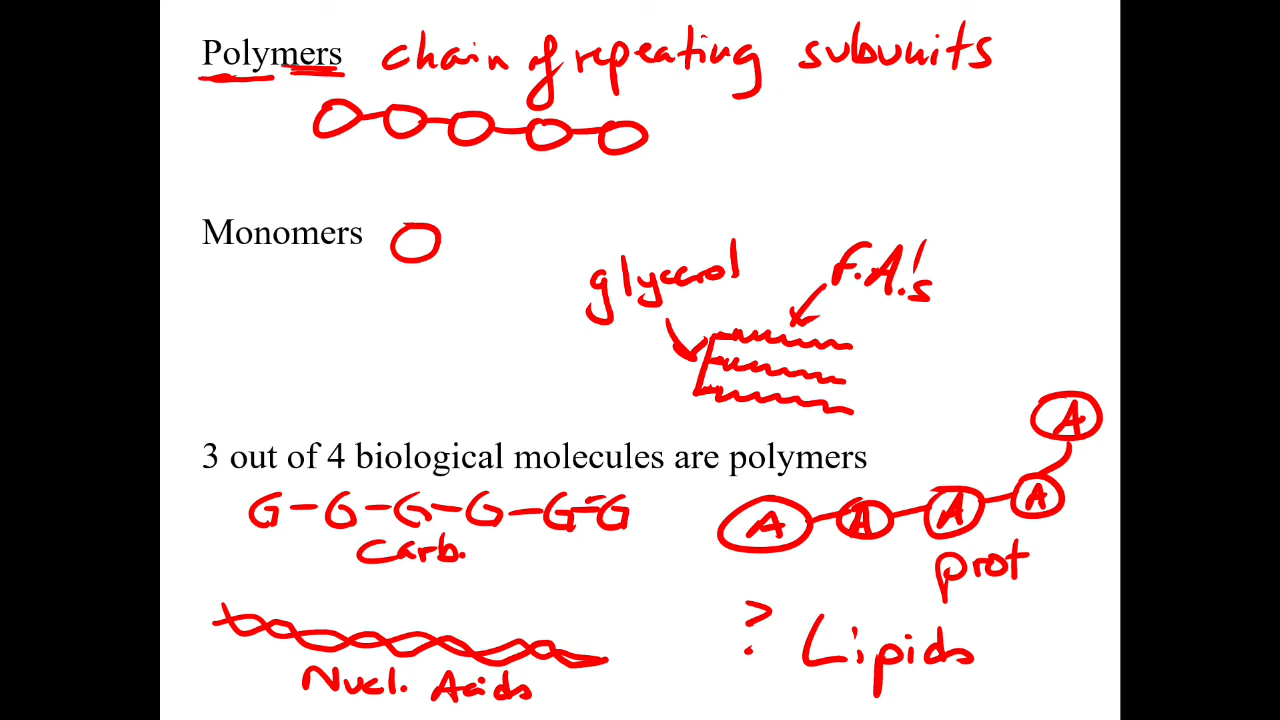 Polymers chain of repeating subunits
Monomers
glycerol F.A.'s
A
3 out of 4 biological molecules are polymers
G-G-G-G-G=G A A A A
Carb. prot
? Lipids
Nucl. Acids